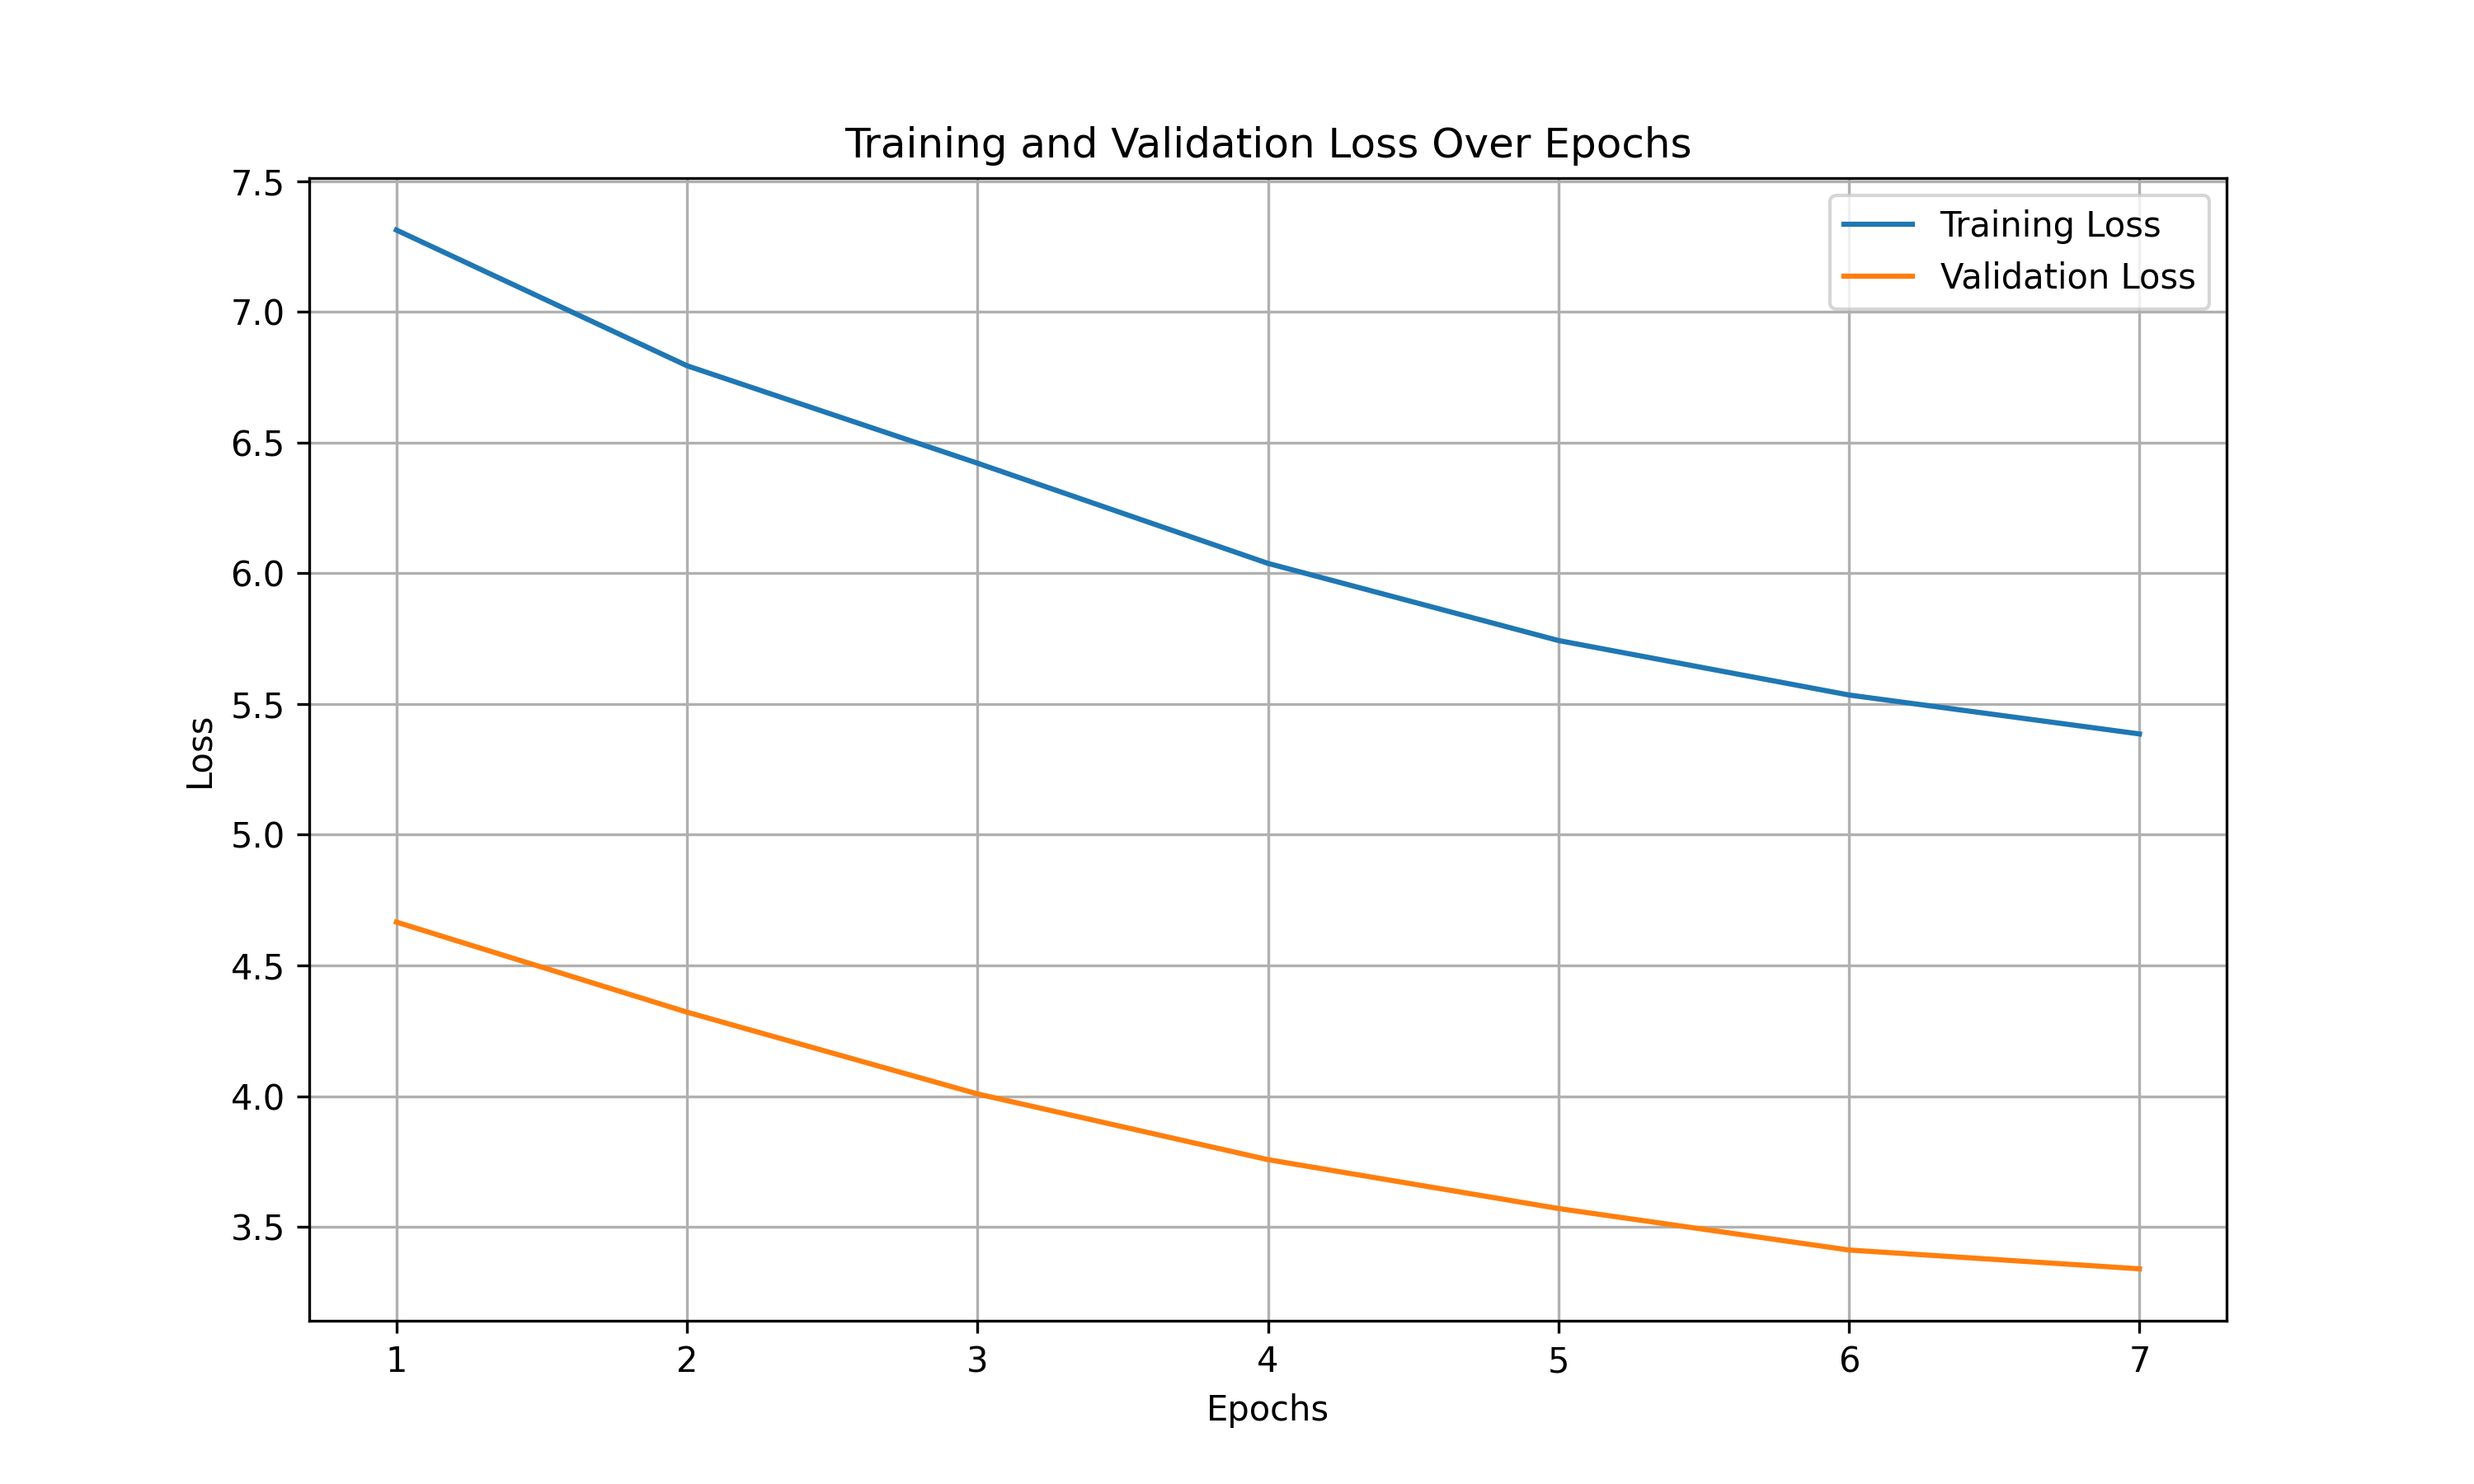 Training and Validation Loss Over Epochs
Training Loss
Validation Loss
7.5
7.0
6.5
6.0
5.5
5.0
4.5
4.0
3.5
Loss
1 2 3 4 5 6 7
Epochs